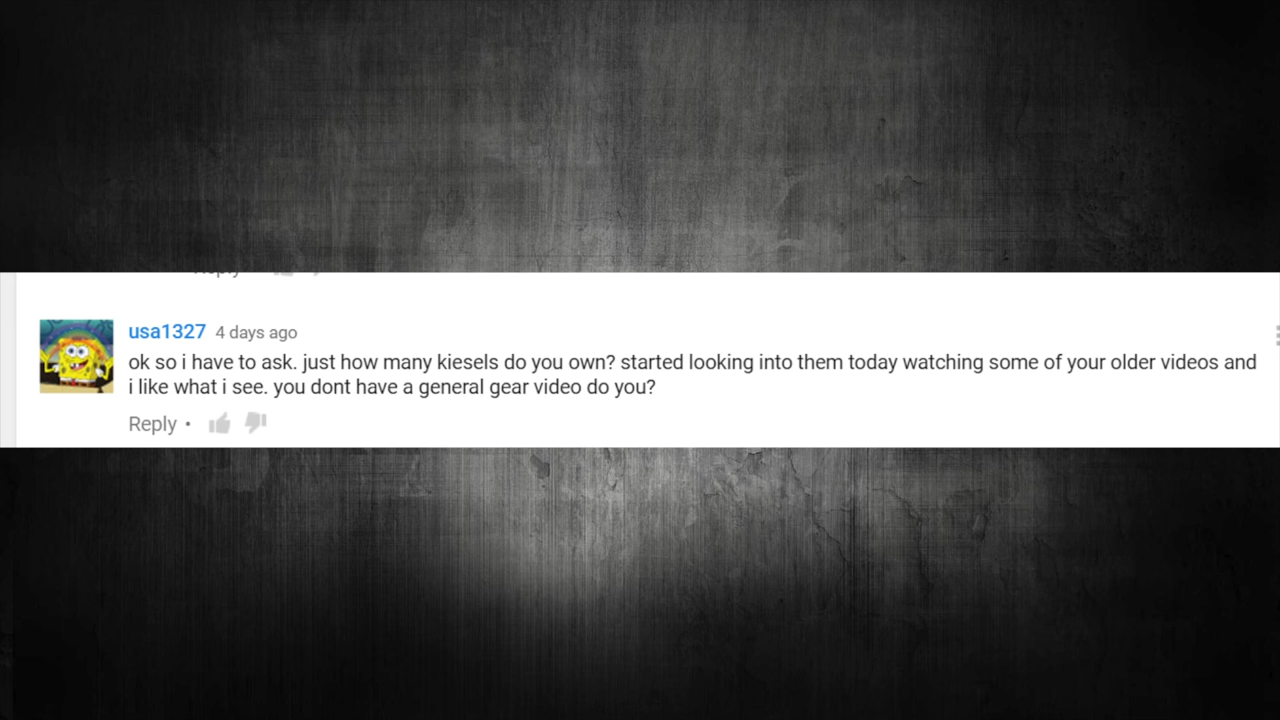 Reply
usa1327 4 days ago
ok so i have to ask. just how many kiesels do you own? started looking into them today watching some of your older videos and
i like what i see. you dont have a general gear video do you?
Reply •